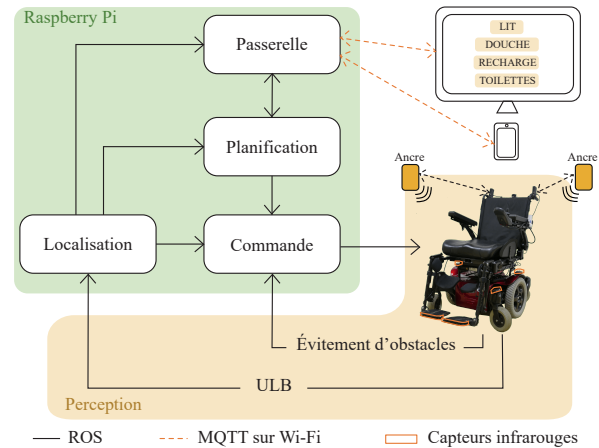 Raspberry Pi
Passerelle
LIT
DOUCHE
RECHARGE
TOILETTES
Planification
Ancre
Ancre
Localisation
Commande
Évitement d'obstacles
ULB
Perception
ROS
MQTT sur Wi-Fi
Capteurs infrarouges